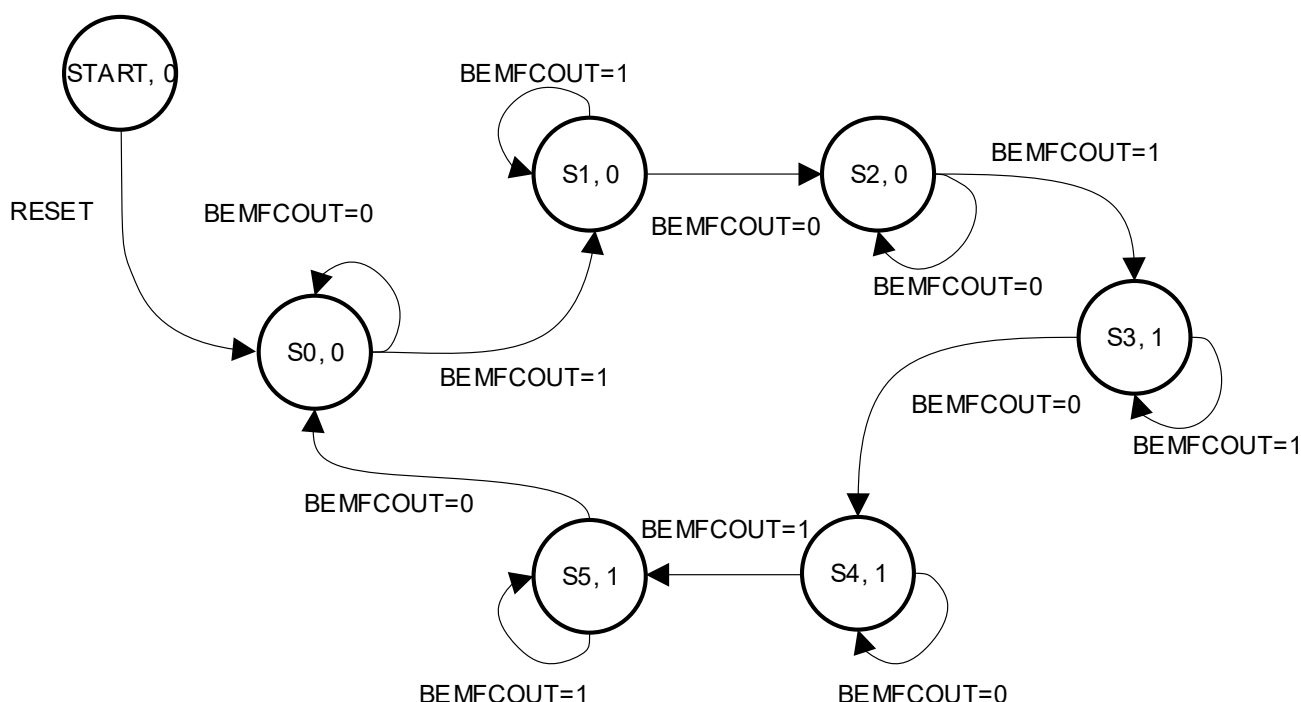 START, 0
BEMFCOUT=1
S1, 0
S2, 0
BEMFCOUT=1
RESET
BEMFCOUT=0
BEMFCOUT=0
BEMFCOUT=0
S0, 0
S3, 1
BEMFCOUT=1
BEMFCOUT=0
BEMFCOUT=1
BEMFCOUT=0
BEMFCOUT=1
S5, 1
S4, 1
BEMFCOUT=1
BEMFCOUT=0